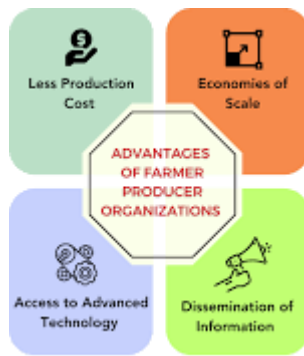 Less Production
Cost
Economies of
Scale
ADVANTAGES
OF FARMER
PRODUCER
ORGANIZATIONS
Access to Advanced
Technology
Dissemination of
Information